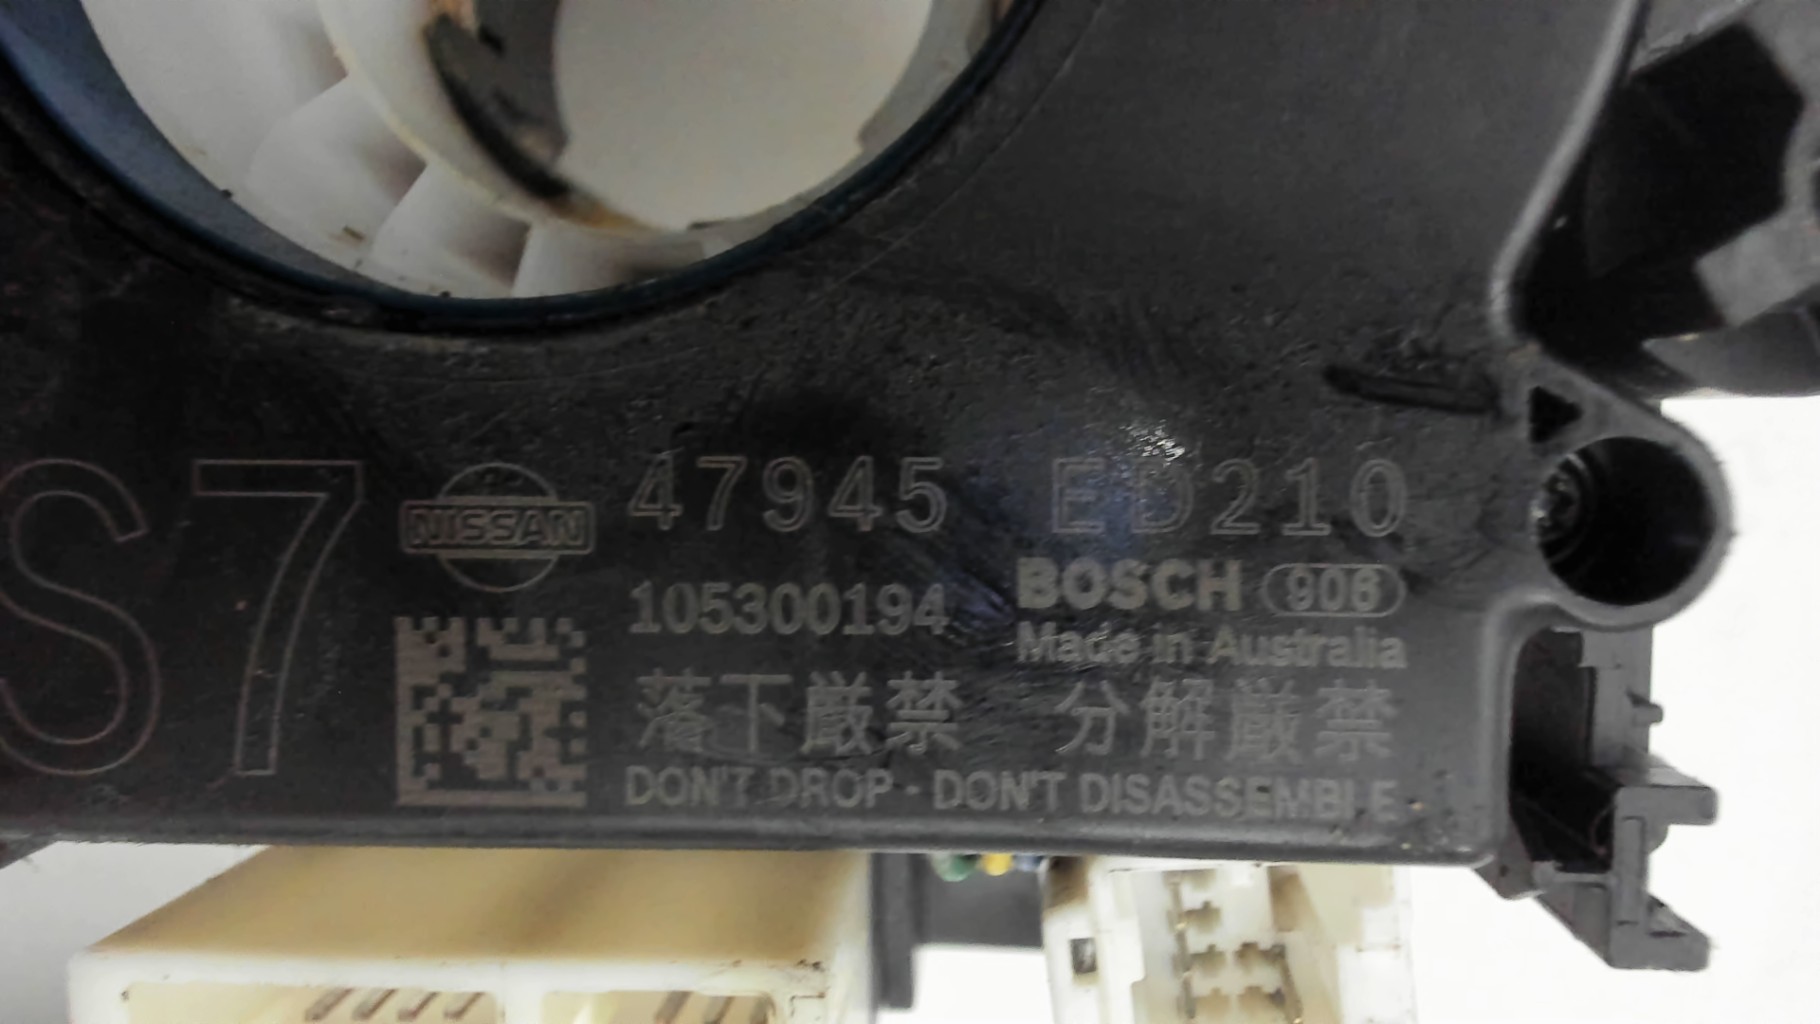 S7
NISSAN
47945 ED210
105300194
BOSCH 906
Made in Australia
落下厳禁 分解厳禁
DON'T DROP - DON'T DISASSEMBLE